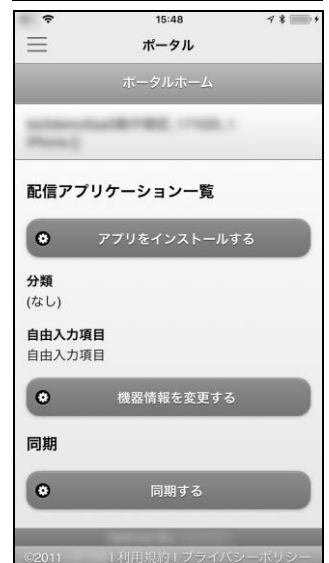 15:48
ポータル
ポータルホーム
配信アプリケーション一覧
アプリをインストールする
分類
(なし)
自由入力項目
自由入力項目
機器情報を変更する
同期
同期する
©2011 | 利用規約 | プライバシーポリシー